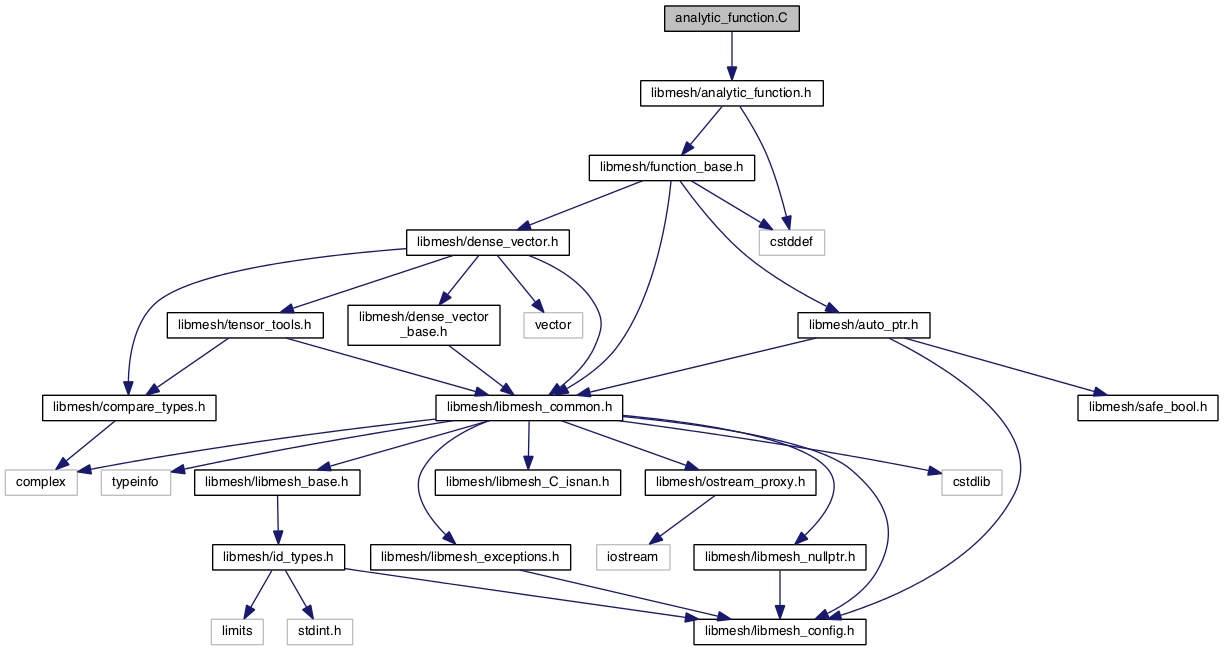 analytic_function.C
libmesh/analytic_function.h
libmesh/function_base.h
libmesh/dense_vector.h
cstddef
libmesh/tensor_tools.h
libmesh/dense_vector
_base.h
vector
libmesh/auto_ptr.h
libmesh/compare_types.h
libmesh/libmesh_common.h
libmesh/safe_bool.h
complex
typeinfo
libmesh/libmesh_base.h
libmesh/libmesh_C_isnan.h
libmesh/ostream_proxy.h
cstdlib
libmesh/id_types.h
libmesh/libmesh_exceptions.h
iostream
libmesh/libmesh_nullptr.h
limits
stdint.h
libmesh/libmesh_config.h